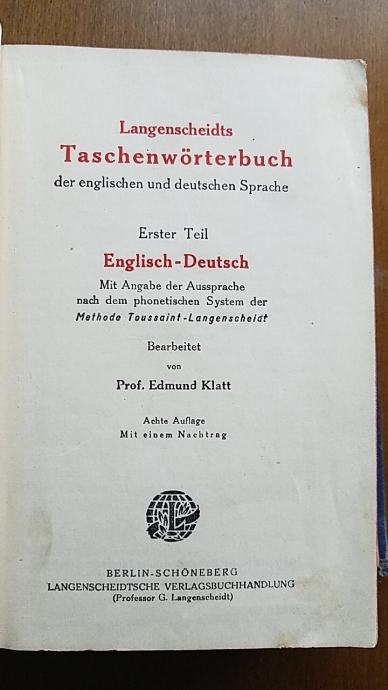 Langenscheidts
Taschenwörterbuch
der englischen und deutschen Sprache
Erster Teil
Englisch-Deutsch
Mit Angabe der Aussprache
nach dem phonetischen System der
Methode Toussaint-Langenscheidt
Bearbeitet
von
Prof. Edmund Klatt
Achte Auflage
Mit einem Nachtrag
L
BERLIN-SCHÖNEBERG
LANGENSCHEIDTSCHE VERLAGSBUCHHANDLUNG
(Professor G. Langenscheidt)